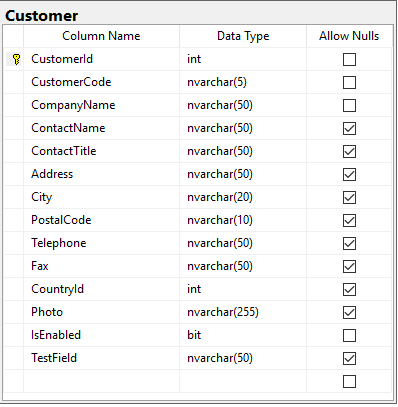 Customer
Column Name Data Type Allow Nulls
CustomerId int
CustomerCode nvarchar(5)
CompanyName nvarchar(50)
ContactName nvarchar(50)
ContactTitle nvarchar(50)
Address nvarchar(50)
City nvarchar(20)
PostalCode nvarchar(10)
Telephone nvarchar(50)
Fax nvarchar(50)
CountryId int
Photo nvarchar(255)
IsEnabled bit
TestField nvarchar(50)